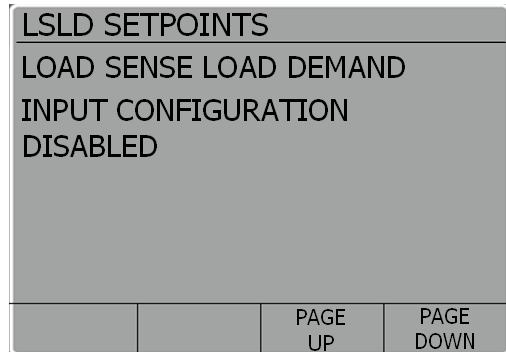 LSLD SETPOINTS
LOAD SENSE LOAD DEMAND
INPUT CONFIGURATION
DISABLED
PAGE UP
PAGE DOWN